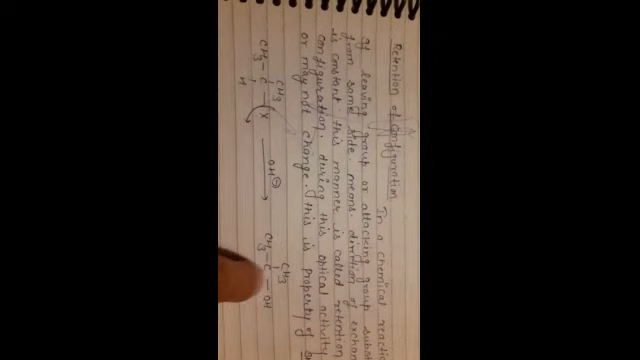 Retention of Configuration
In a chemical reactio
If leaving group or attacking group subst
from same side. means. direction of exchan
is constant. this manner is called retention
configuration. during this optical activity
or may not change. This is property of
CH3 CH3
CH3-C-X OH⊖ CH3-C-OH
H